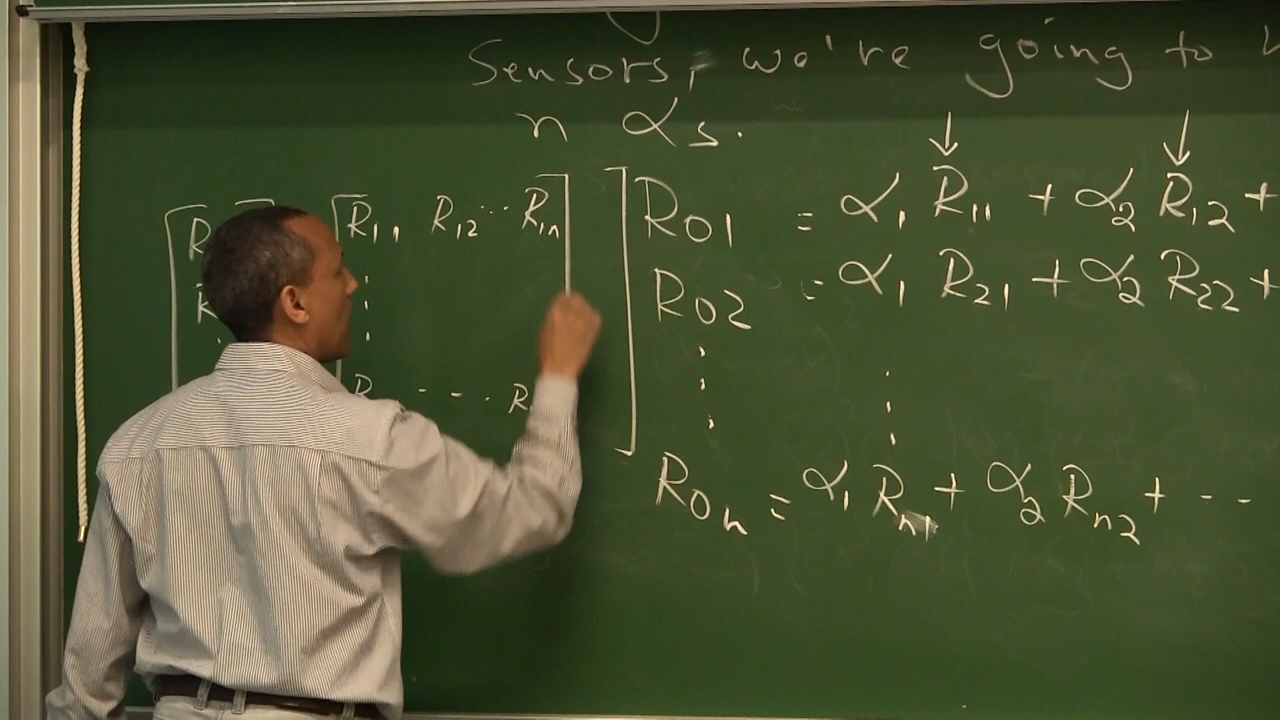 Sensors, we're going to
n αs.
R₁₁ R₁₂ ... R₁ₙ
⋮
R - - . R
R₀₁ = α₁ R₁₁ + α₂ R₁₂ +
R₀₂ = α₁ R₂₁ + α₂ R₂₂ +
⋮ ⋮
R₀ₙ = α₁ Rₙ₁ + α₂ Rₙ₂ + - - -